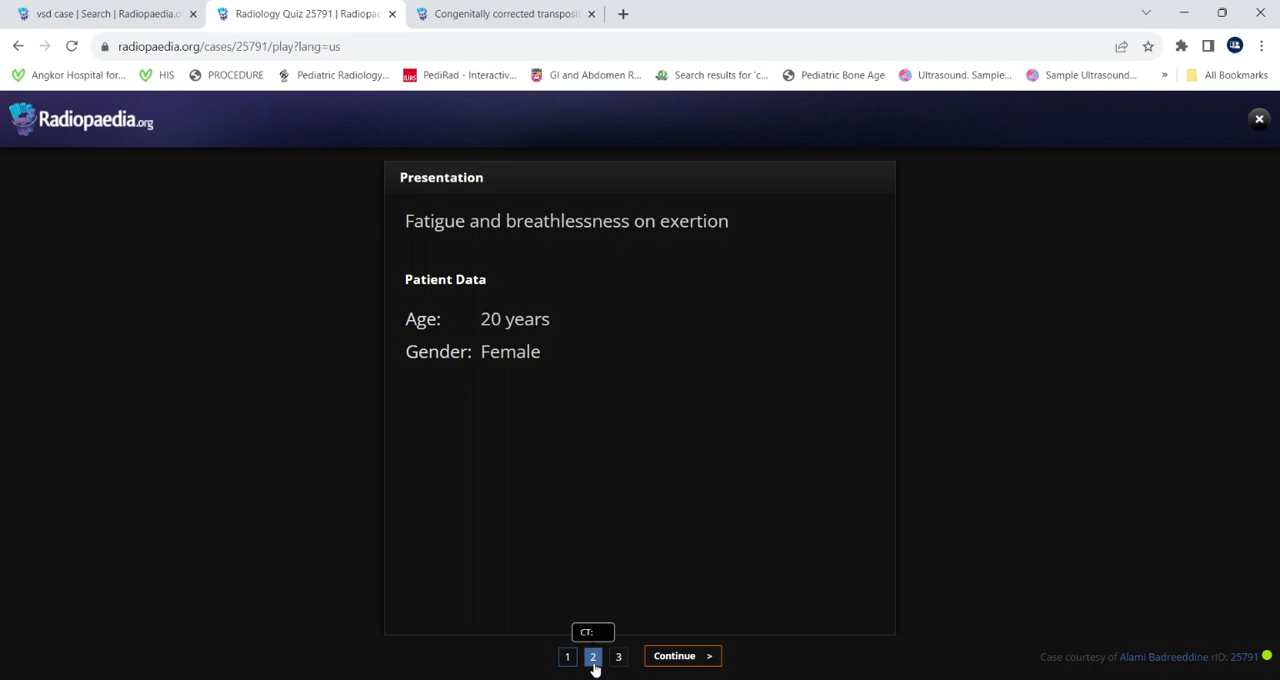 vsd case | Search | Radiopaedia.o
Radiology Quiz 25791 | Radiopae
Congenitally corrected transposit
radiopaedia.org/cases/25791/play?lang=us
Angkor Hospital for...
HIS
PROCEDURE
Pediatric Radiology...
PediRad - Interactiv...
GI and Abdomen R...
Search results for 'c...
Pediatric Bone Age
Ultrasound. Sample...
Sample Ultrasound...
»
All Bookmarks
Radiopaedia.org
Presentation
Fatigue and breathlessness on exertion
Patient Data
Age: 20 years
Gender: Female
CT:
1 2 3 Continue >
Case courtesy of Alami Badreeddine rID: 25791